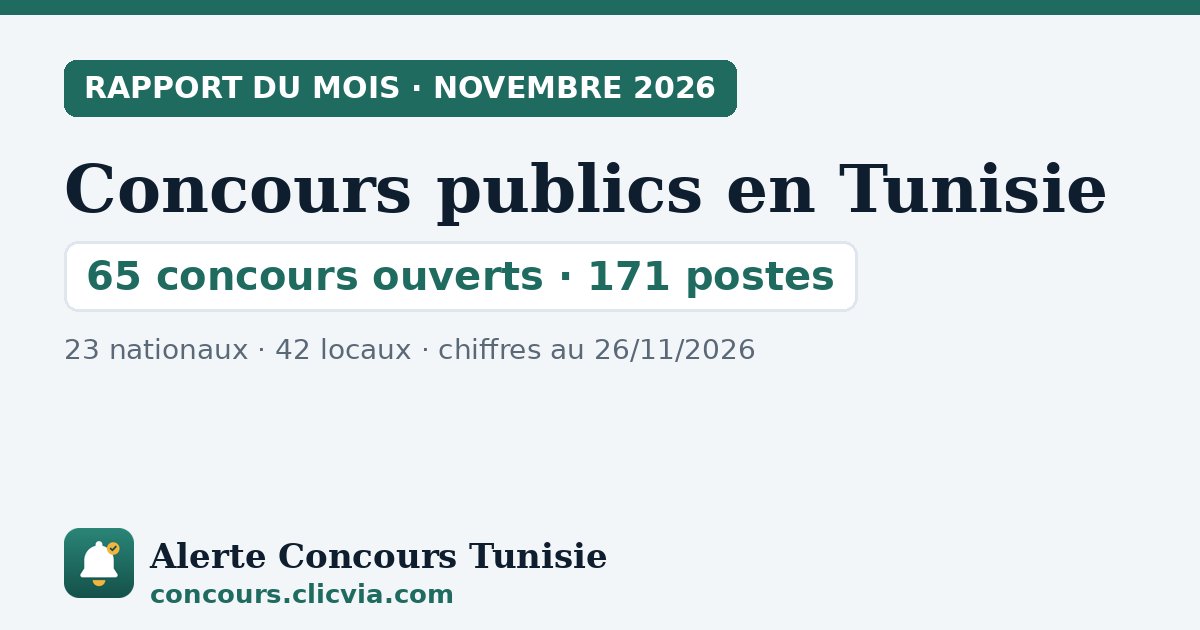 RAPPORT DU MOIS · NOVEMBRE 2026
Concours publics en Tunisie
65 concours ouverts · 171 postes
23 nationaux · 42 locaux · chiffres au 26/11/2026
Alerte Concours Tunisie
concours.clicvia.com